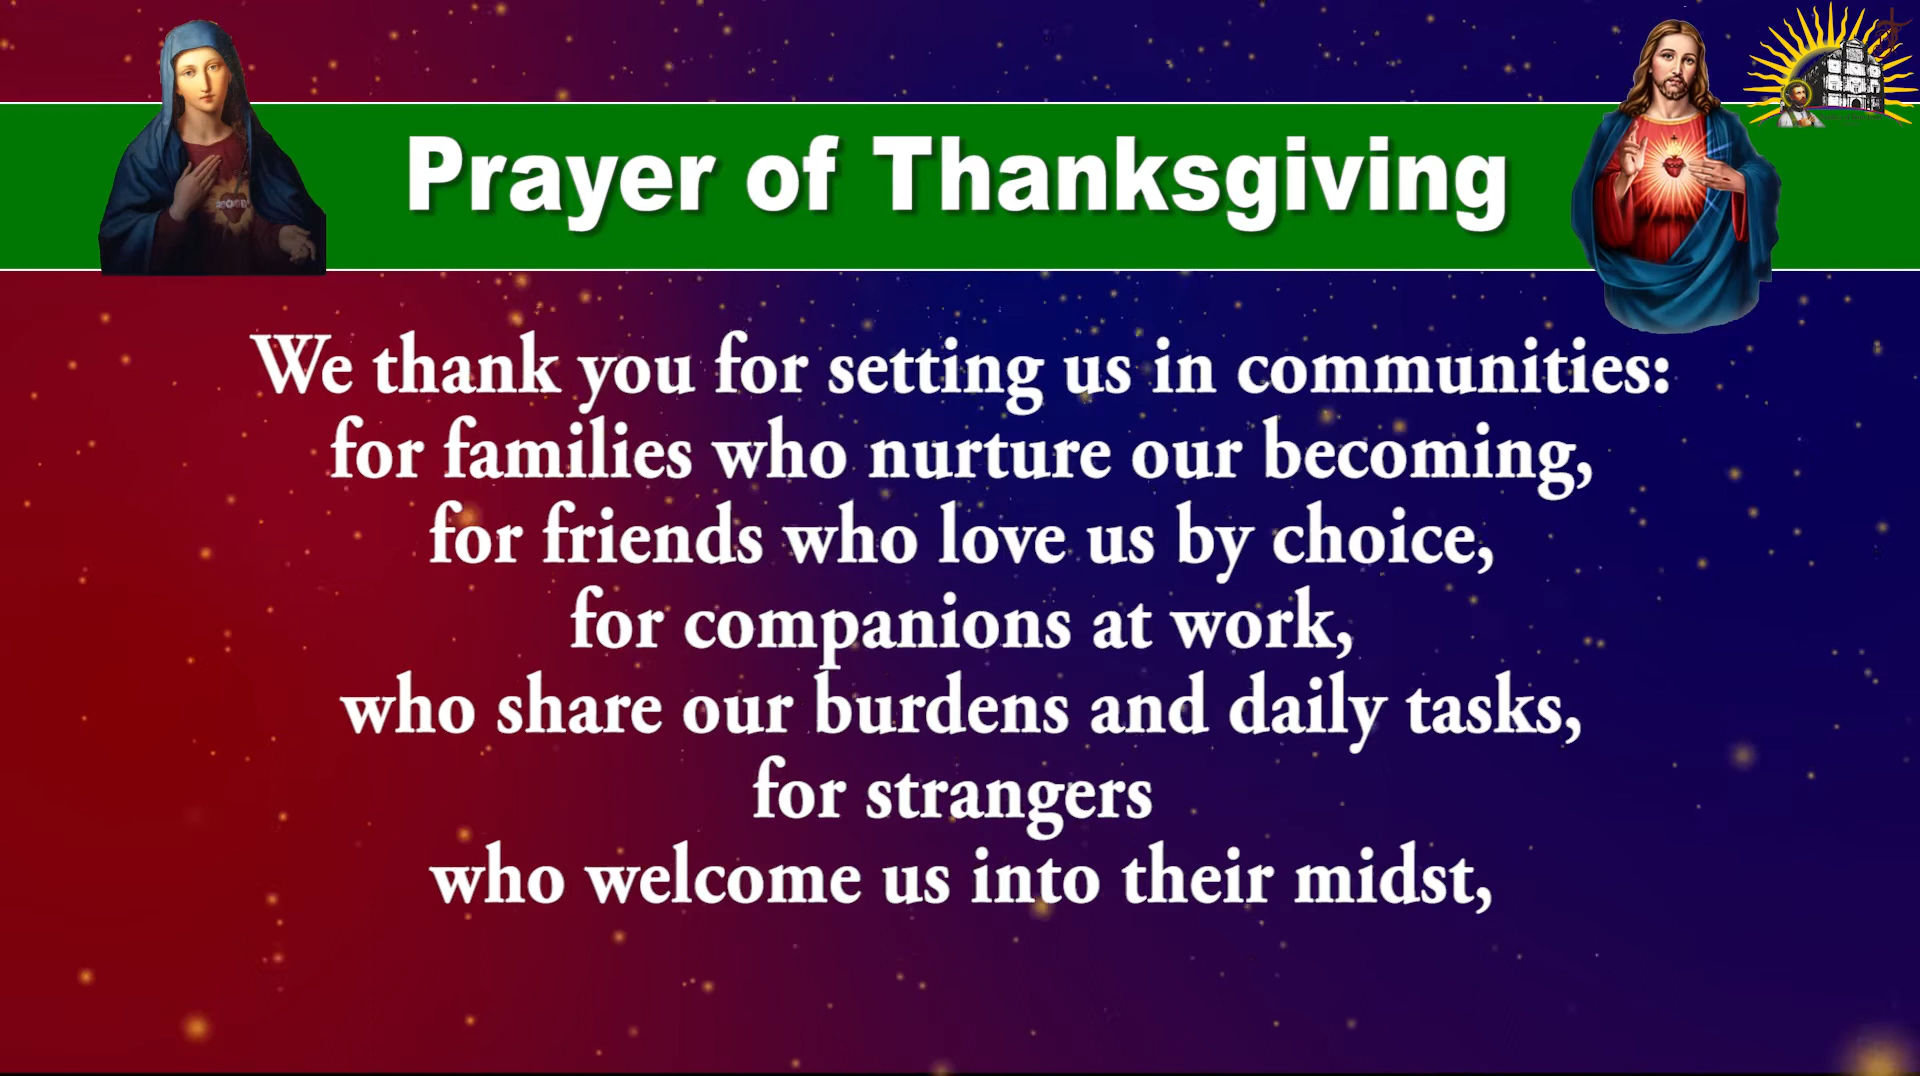 Prayer of Thanksgiving
We thank you for setting us in communities:
for families who nurture our becoming,
for friends who love us by choice,
for companions at work,
who share our burdens and daily tasks,
for strangers
who welcome us into their midst,